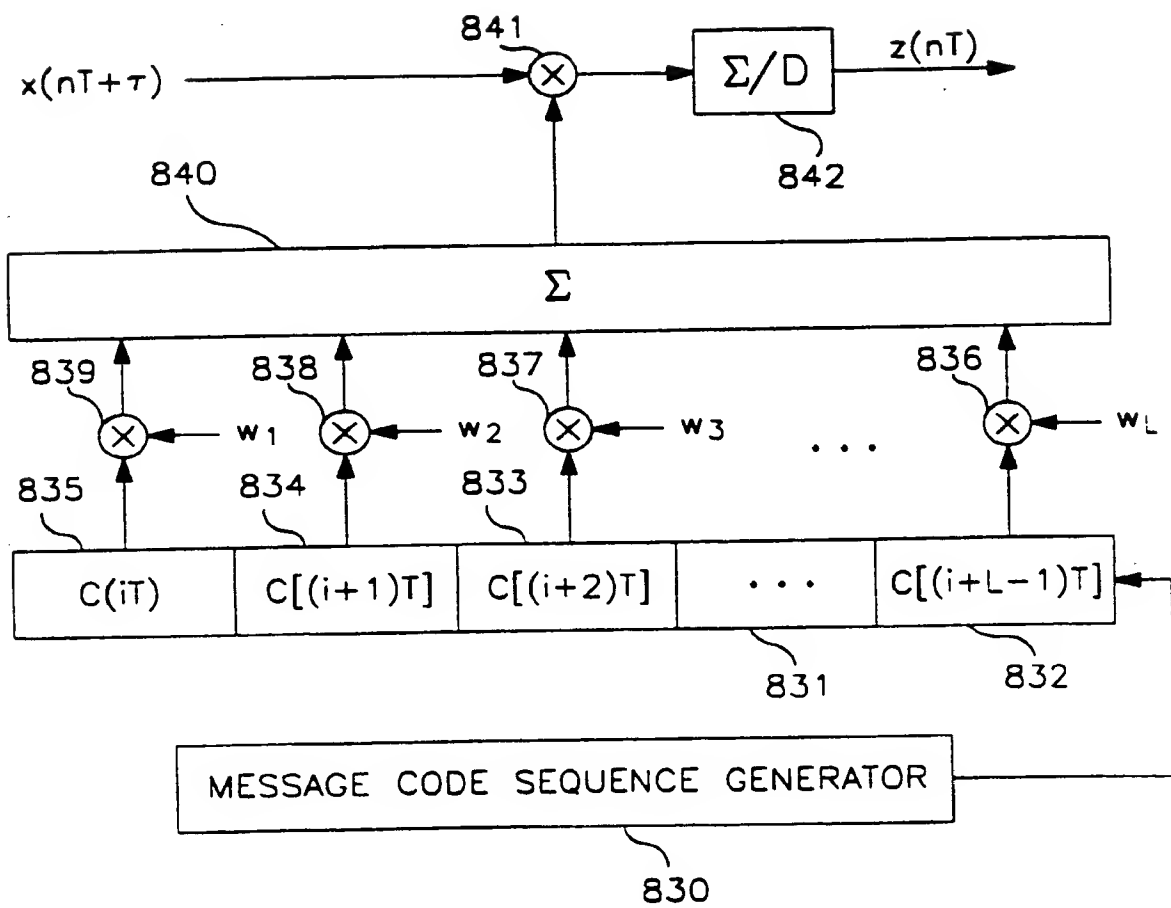 841
x(nT+τ)
×
Σ/D
z(nT)
842
840
Σ
839
838
837
836
×
w1
×
w2
×
w3
. . .
×
wL
835
834
833
C(iT)
C[(i+1)T]
C[(i+2)T]
· · ·
C[(i+L-1)T]
831
832
MESSAGE CODE SEQUENCE GENERATOR
830